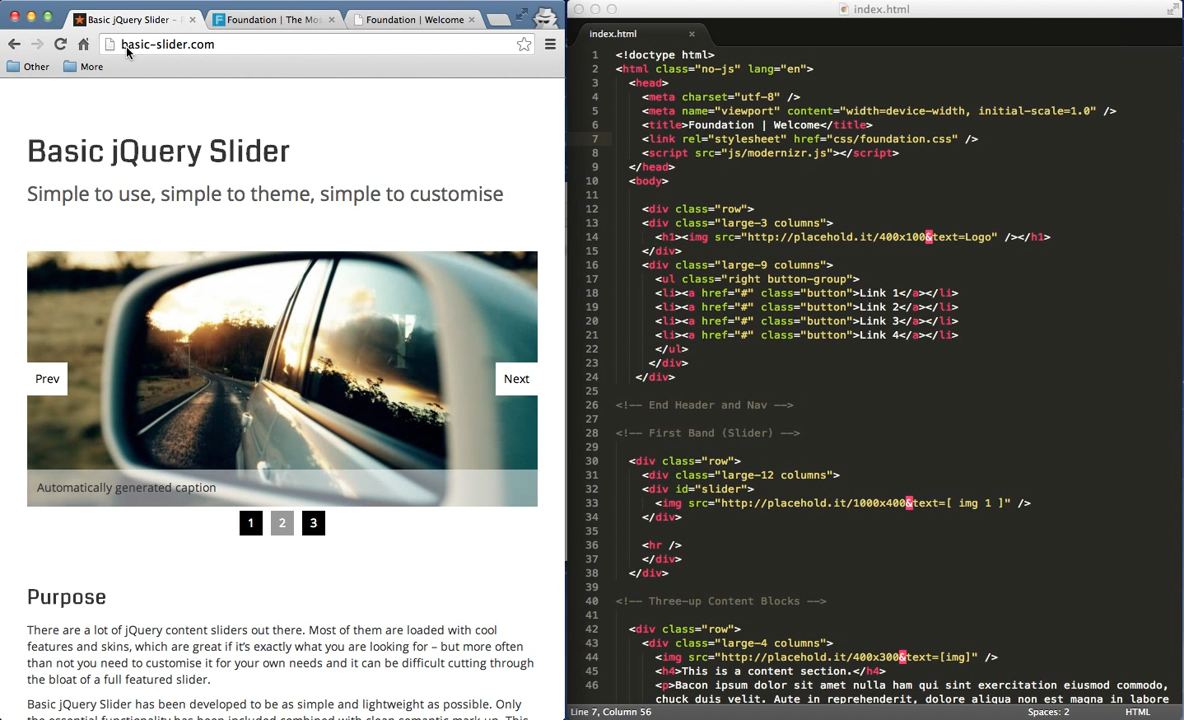 Basic jQuery Slider -
Foundation | The Mos
Foundation | Welcome
basic-slider.com
Other
More
Basic jQuery Slider
Simple to use, simple to theme, simple to customise
Prev
Next
Automatically generated caption
1
2
3
Purpose
There are a lot of jQuery content sliders out there. Most of them are loaded with cool
features and skins, which are great if it's exactly what you are looking for – but more often
than not you need to customise it for your own needs and it can be difficult cutting through
the bloat of a full featured slider.
Basic jQuery Slider has been developed to be as simple and lightweight as possible. Only
the essential functionality has been included combined with clean semantic mark-up. This
index.html
index.html
1 <!doctype html>
2 <html class="no-js" lang="en">
3 <head>
4 <meta charset="utf-8" />
5 <meta name="viewport" content="width=device-width, initial-scale=1.0" />
6 <title>Foundation | Welcome</title>
7 <link rel="stylesheet" href="css/foundation.css" />
8 <script src="js/modernizr.js"></script>
9 </head>
10 <body>
11
12 <div class="row">
13 <div class="large-3 columns">
14 <h1><img src="http://placehold.it/400x100&text=Logo" /></h1>
15 </div>
16 <div class="large-9 columns">
17 <ul class="right button-group">
18 <li><a href="#" class="button">Link 1</a></li>
19 <li><a href="#" class="button">Link 2</a></li>
20 <li><a href="#" class="button">Link 3</a></li>
21 <li><a href="#" class="button">Link 4</a></li>
22 </ul>
23 </div>
24 </div>
25
26 <!-- End Header and Nav -->
27
28 <!-- First Band (Slider) -->
29
30 <div class="row">
31 <div class="large-12 columns">
32 <div id="slider">
33 <img src="http://placehold.it/1000x400&text=[ img 1 ]" />
34 </div>
35
36 <hr />
37 </div>
38 </div>
39
40 <!-- Three-up Content Blocks -->
41
42 <div class="row">
43 <div class="large-4 columns">
44 <img src="http://placehold.it/400x300&text=[img]" />
45 <h4>This is a content section.</h4>
46 <p>Bacon ipsum dolor sit amet nulla ham qui sint exercitation eiusmod commodo,
chuck duis velit. Aute in reprehenderit, dolore aliqua non est magna in labore
Line 7, Column 56
Spaces: 2
HTML